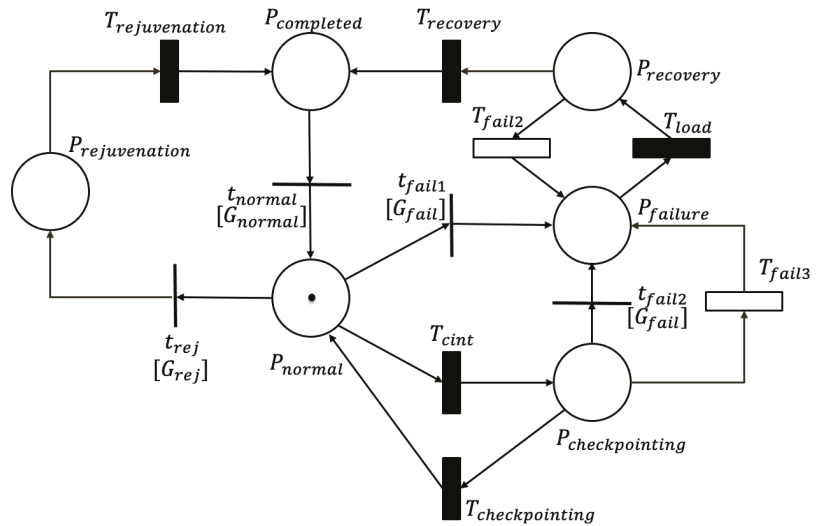 T_rejuvenation
P_completed
T_recovery
P_recovery
T_fail2
T_load
P_rejuvenation
t_normal
[G_normal]
t_fail1
[G_fail]
P_failure
T_fail3
t_fail2
[G_fail]
t_rej
[G_rej]
P_normal
T_cint
P_checkpointing
T_checkpointing